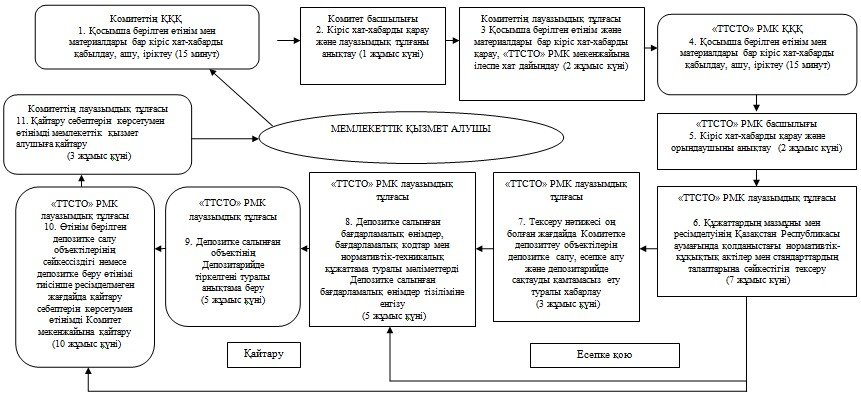 Комитеттің ҚҚҚ
1. Қосымша берілген өтінім мен
материалдары бар кіріс хат-хабарды
қабылдау, ашу, іріктеу (15 минут)
Комитет басшылығы
2. Кіріс хат-хабарды қарау
және лауазымдық тұлғаны
анықтау (1 жұмыс күні)
Комитеттің лауазымдық тұлғасы
3 Қосымша берілген өтінім және
материалдары бар кіріс хат-хабарды
қарау, «ТТСТО» РМК мекенжайына
ілеспе хат дайындау (2 жұмыс күні)
«ТТСТО» РМК ҚҚҚ
4. Қосымша берілген өтінім мен
материалдары бар кіріс хат-хабарды
қабылдау, ашу, іріктеу (15 минут)
«ТТСТО» РМК басшылығы
5. Кіріс хат-хабарды қарау және
орындаушыны анықтау (2 жұмыс күні)
Комитеттің лауазымдық тұлғасы
11. Қайтару себептерін көрсетумен
өтінімді мемлекеттік қызмет
алушыға қайтару
(3 жұмыс күні)
МЕМЛЕКЕТТІК ҚЫЗМЕТ АЛУШЫ
«ТТСТО» РМК лауазымдық тұлғасы
6. Құжаттардың мазмұны мен
ресімделуінің Қазақстан Республикасы
аумағында қолданыстағы нормативтік-
құқықтық актілер мен стандарттардың
талаптарына сәйкестігін тексеру
(7 жұмыс күні)
«ТТСТО» РМК лауазымдық
тұлғасы
7. Тексеру нәтижесі оң
болған жағдайда Комитетке
депозиттеу объектілерін
депозитке салу, есепке алу
және депозитарийде
сақтауды қамтамасыз ету
туралы хабарлау
(3 жұмыс күні)
«ТТСТО» РМК лауазымдық
тұлғасы
8. Депозитке салынған
бағдарламалық өнімдер,
бағдарламалық кодтар мен
нормативтік-техникалық
құжаттама туралы мәліметтерді
Депозитке салынған
бағдарламалық өнімдер тізіліміне
енгізу
(5 жұмыс күні)
«ТТСТО» РМК
лауазымдық тұлғасы
9. Депозитке салынған
объектінің
Депозитарийде
тіркелгені туралы
анықтама беру
(5 жұмыс күні)
«ТТСТО» РМК
лауазымдық тұлғасы
10. Өтінім берілген
депозитке салу
объектілерінің
сәйкессіздігі немесе
депозитке беру өтінімі
тиісінше ресімделмеген
жағдайда қайтару
себептерін көрсетумен
өтінімді Комитет
мекенжайына қайтару
(10 жұмыс күні)
Қайтару
Есепке қою